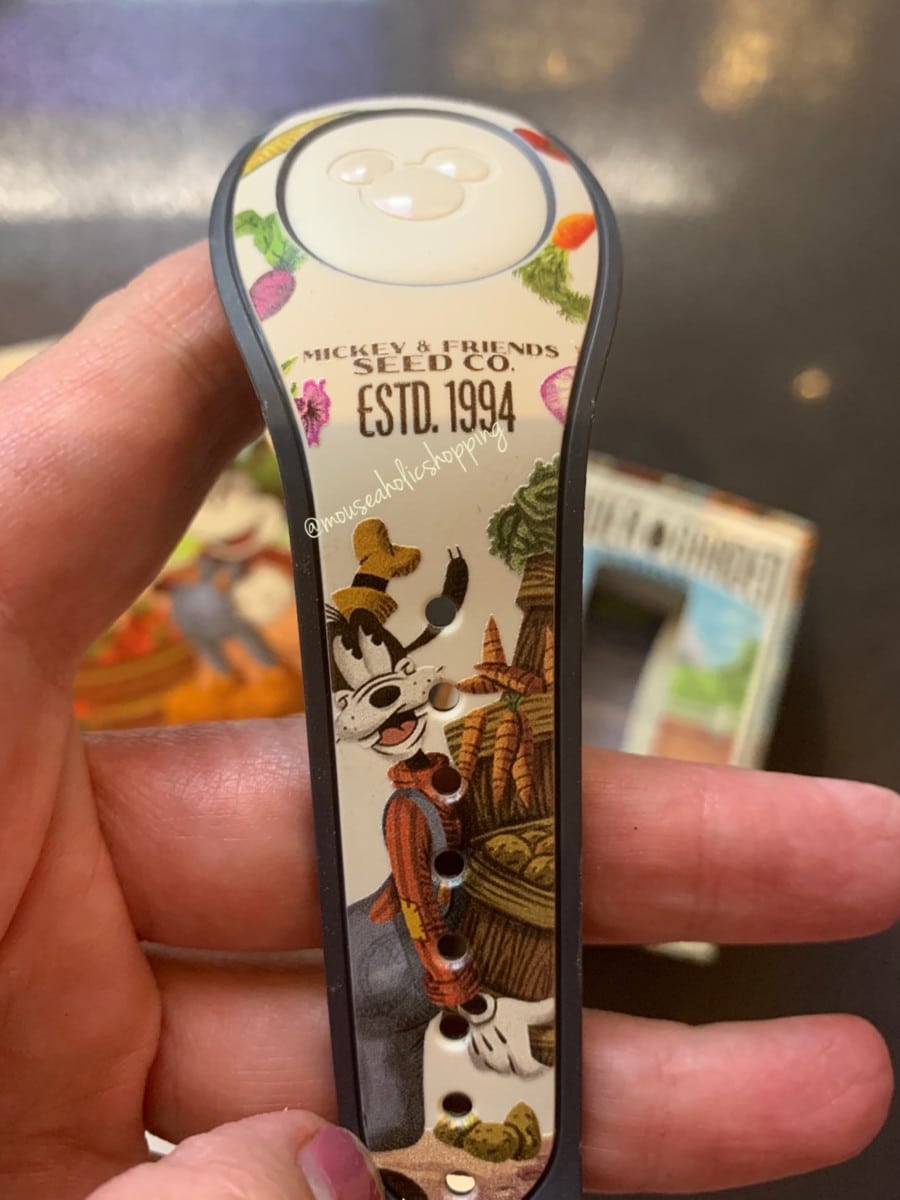 MICKEY & FRIENDS
SEED CO.
ESTD. 1994
@mouseaholicshopping